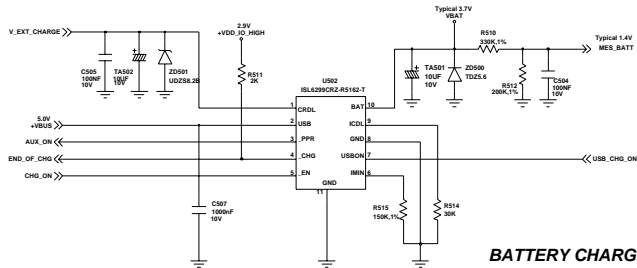 V_EXT_CHARGE
C505
100NF
10V
TA502
10UF
10V
ZD501
UDZS8.2B
2.9V
+VDD_IO_HIGH
R511
2K
U502
ISL6299CRZ-R5162-T
1 CRDL
2 USB
3 _PPR
4 _CHG
5 _EN
BAT 10
ICDL 9
GND 8
USBON 7
IMIN 6
GND
11
5.0V
+VBUS
AUX_ON
END_OF_CHG
CHG_ON
C507
1000nF
10V
Typical 3.7V
VBAT
TA501
10UF
10V
ZD500
TDZ5.6
R510
330K,1%
R512
200K,1%
C504
100NF
10V
Typical 1.4V
MES_BATT
USB_CHG_ON
R515
150K,1%
R514
30K
BATTERY CHARG